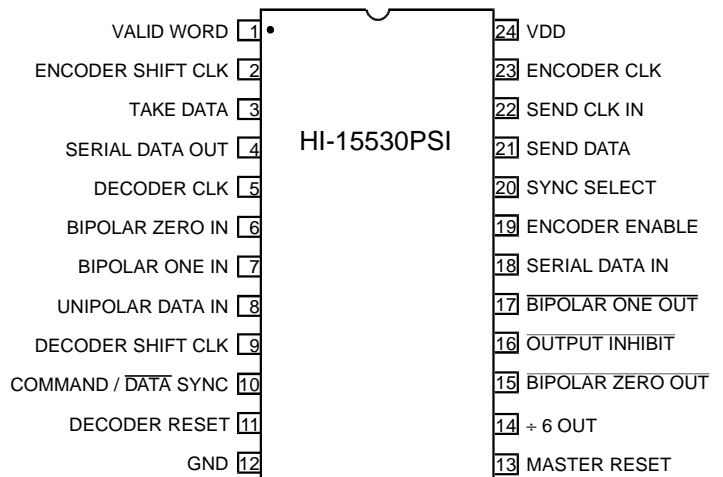 VALID WORD 1 24 VDD
ENCODER SHIFT CLK 2 23 ENCODER CLK
TAKE DATA 3 22 SEND CLK IN
SERIAL DATA OUT 4 HI-15530PSI 21 SEND DATA
DECODER CLK 5 20 SYNC SELECT
BIPOLAR ZERO IN 6 19 ENCODER ENABLE
BIPOLAR ONE IN 7 18 SERIAL DATA IN
UNIPOLAR DATA IN 8 17 BIPOLAR ONE OUT
DECODER SHIFT CLK 9 16 OUTPUT INHIBIT
COMMAND / DATA SYNC 10 15 BIPOLAR ZERO OUT
DECODER RESET 11 14 ÷ 6 OUT
GND 12 13 MASTER RESET